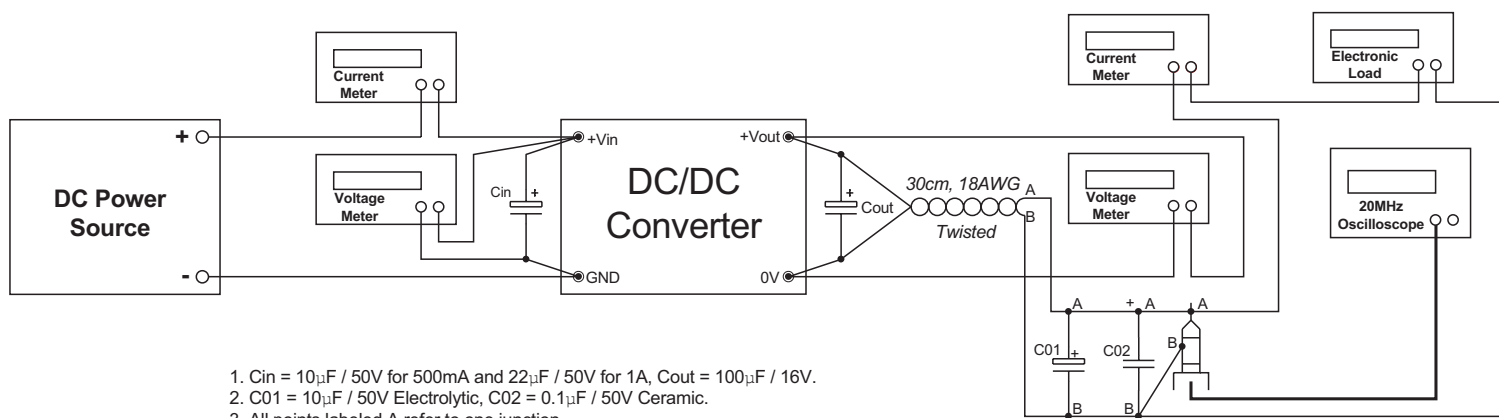 Current
Meter
Current
Meter
Electronic
Load
+
-
DC Power
Source
Voltage
Meter
+Vin
Cin
+
GND
DC/DC
Converter
+Vout
0V
+
Cout
30cm, 18AWG
Twisted
A
B
Voltage
Meter
20MHz
Oscilloscope
A
+
A
A
C01
+
C02
B
B
B
1. Cin = 10μF / 50V for 500mA and 22μF / 50V for 1A, Cout = 100μF / 16V.
2. C01 = 10μF / 50V Electrolytic, C02 = 0.1μF / 50V Ceramic.
3. All points labeled A refer to one junction